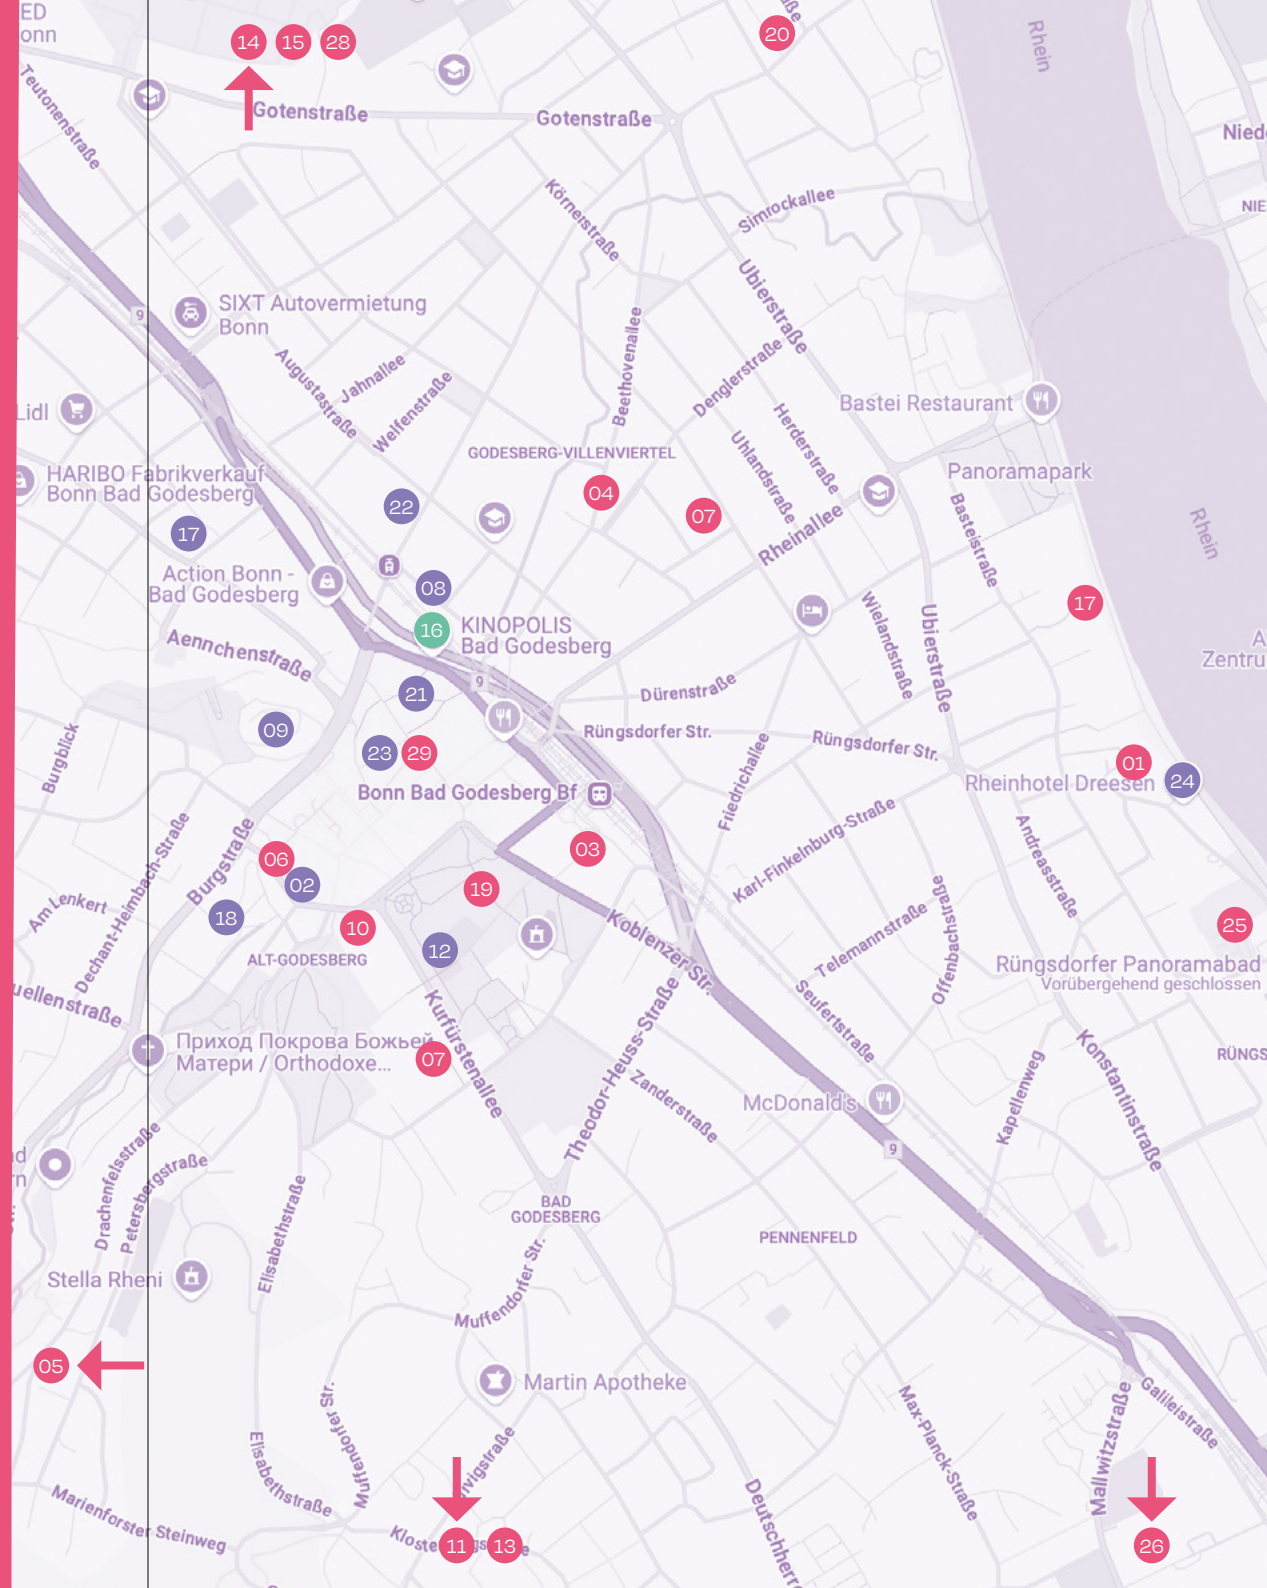 ED
onn
14
15
28
20
Rhein
Teutonenstraße
Gotenstraße
Gotenstraße
Nied
Körnerstraße
Simrockallee
NIE
Ubierstraße
9
SIXT Autovermietung
Bonn
Augustastraße
Jahnallee
Welfenstraße
Beethovenallee
Denglerstraße
Lidl
Herderstraße
Bastei Restaurant
Uhlandstraße
GODESBERG-VILLENVIERTEL
HARIBO Fabrikverkauf
Bonn Bad Godesberg
Panoramapark
04
22
07
17
Rheinallee
Basteistraße
Rhein
Action Bonn -
Bad Godesberg
08
17
16
KINOPOLIS
Bad Godesberg
Wielandstraße
Ubierstraße
Aennchenstraße
Zentru
9
21
Dürenstraße
Burgblick
09
23
29
Rüngsdorfer Str.
Rüngsdorfer Str.
Friedrichallee
01
Rheinhotel Dreesen
24
Bonn Bad Godesberg Bf
Dechant-Heimbach-Straße
Burgstraße
06
03
Karl-Finkelnburg-Straße
Andreasstraße
02
19
Am Lenkert
18
10
Koblenzer Str.
Offenbachstraße
25
Telemannstraße
12
ALT-GODESBERG
Rüngsdorfer Panoramabad
Vorübergehend geschlossen
uellenstraße
Kurfürstenallee
Theodor-Heuss-Straße
Seufertstraße
Приход Покрова Божьей
Матери / Orthodoxe...
07
Konstantinstraße
RÜNGS
Zanderstraße
McDonald's
Kapellenweg
9
Drachenfelsstraße
Petersbergstraße
Elisabethstraße
BAD
GODESBERG
PENNENFELD
Muffendorfer Str.
Stella Rheni
05
Martin Apotheke
Muffendorfer Str.
Max-Planck-Straße
Mallwitzstraße
Galileistraße
Elisabethstraße
Marienforster Steinweg
11
13
Deutschherre
26